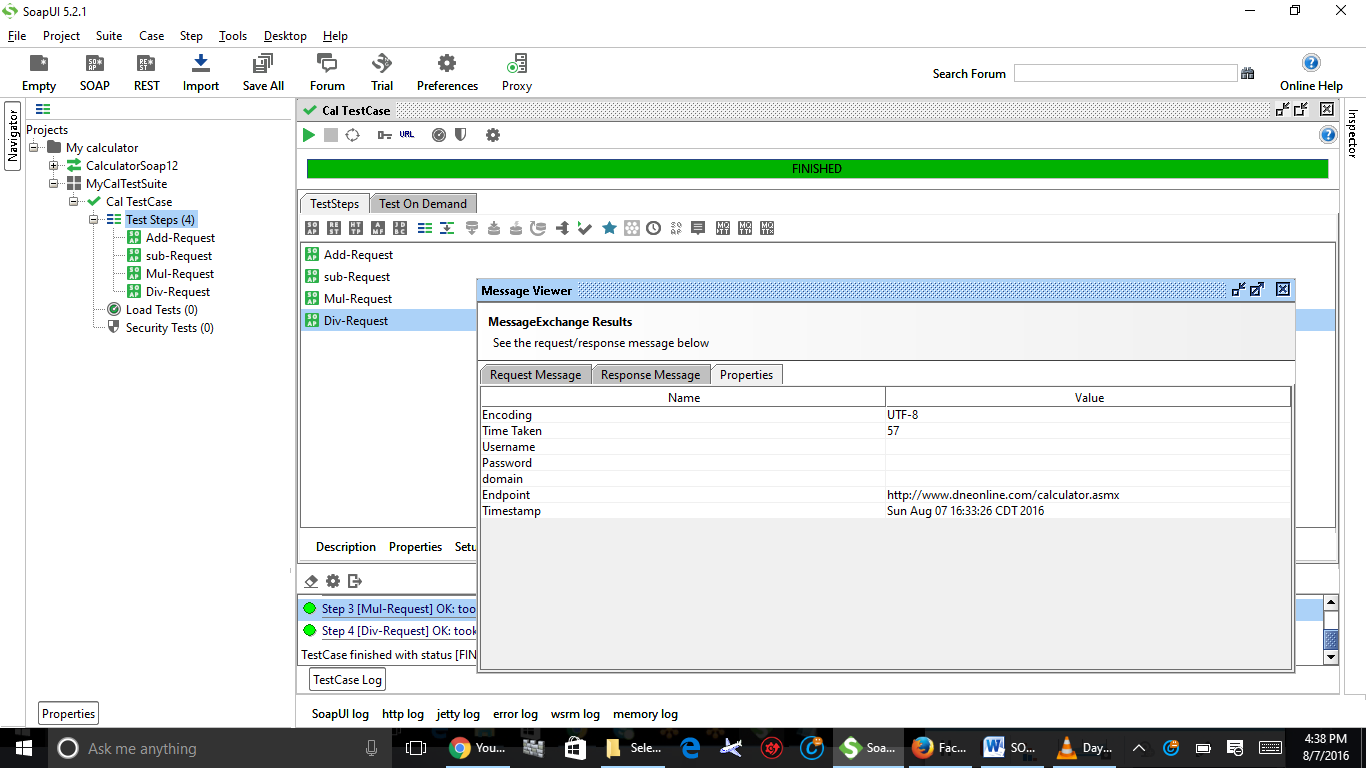 SoapUI 5.2.1
File Project Suite Case Step Tools Desktop Help
Empty SOAP REST Import Save All Forum Trial Preferences Proxy Search Forum Online Help
Navigator
Projects
My calculator
CalculatorSoap12
MyCalTestSuite
Cal TestCase
Test Steps (4)
Add-Request
sub-Request
Mul-Request
Div-Request
Load Tests (0)
Security Tests (0)
Properties
Cal TestCase
URL
FINISHED
TestSteps Test On Demand
Add-Request
sub-Request
Mul-Request
Div-Request
Message Viewer
MessageExchange Results
See the request/response message below
Request Message Response Message Properties
Name Value
Encoding UTF-8
Time Taken 57
Username
Password
domain
Endpoint http://www.dneonline.com/calculator.asmx
Timestamp Sun Aug 07 16:33:26 CDT 2016
Description Properties Setu
Step 3 [Mul-Request] OK: too
Step 4 [Div-Request] OK: took
TestCase finished with status [FIN
TestCase Log
SoapUI log http log jetty log error log wsrm log memory log
Inspector
Ask me anything You... Sele... Soa... Fac... SO... Day... 4:38 PM
8/7/2016